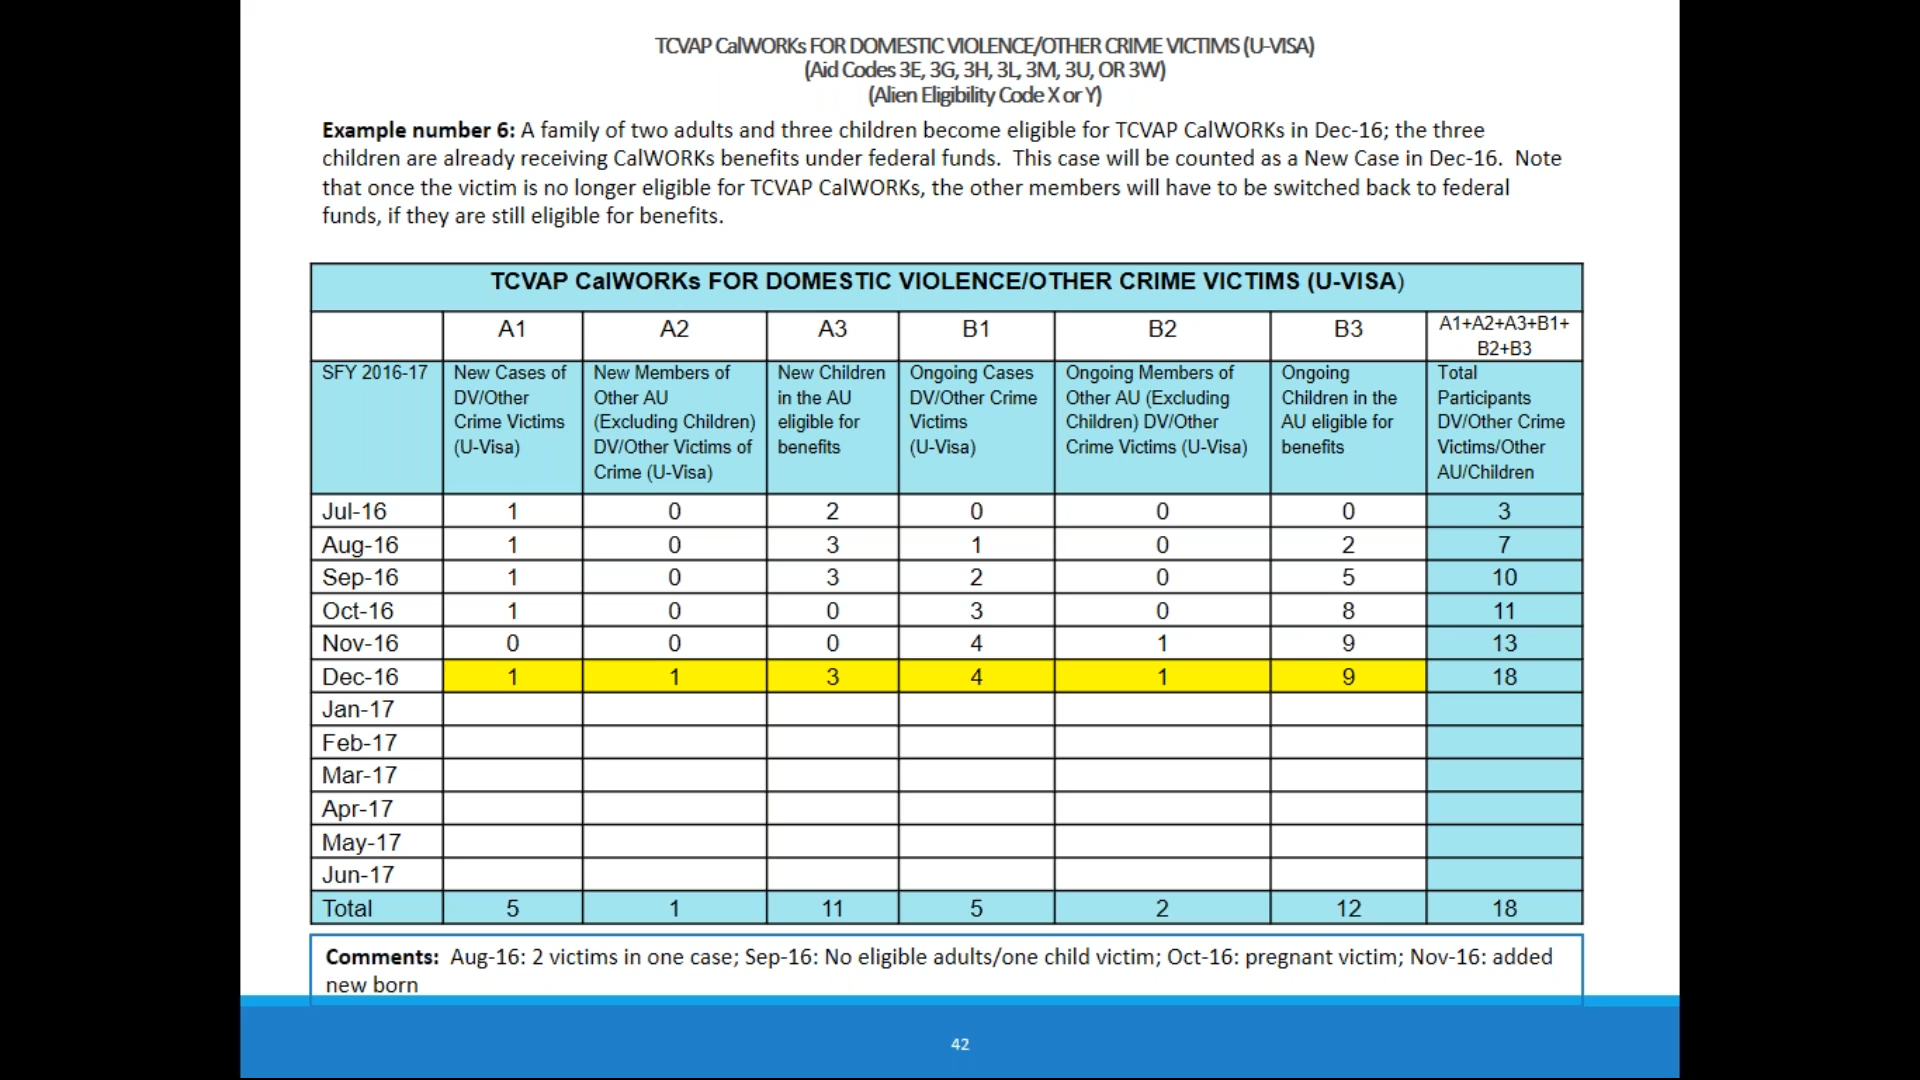 TCVAP CalWORKs FOR DOMESTIC VIOLENCE/OTHER CRIME VICTIMS (U-VISA)
(Aid Codes 3E, 3G, 3H, 3L, 3M, 3U, OR 3W)
(Alien Eligibility Code X or Y)
Example number 6: A family of two adults and three children become eligible for TCVAP CalWORKs in Dec-16; the three
children are already receiving CalWORKs benefits under federal funds. This case will be counted as a New Case in Dec-16. Note
that once the victim is no longer eligible for TCVAP CalWORKs, the other members will have to be switched back to federal
funds, if they are still eligible for benefits.
TCVAP CalWORKs FOR DOMESTIC VIOLENCE/OTHER CRIME VICTIMS (U-VISA)
A1 A2 A3 B1 B2 B3 A1+A2+A3+B1+
B2+B3
SFY 2016-17 New Cases of New Members of New Children Ongoing Cases Ongoing Members of Ongoing Total
DV/Other Other AU in the AU DV/Other Crime Other AU (Excluding Children in the Participants
Crime Victims (Excluding Children) eligible for Victims Children) DV/Other AU eligible for DV/Other Crime
(U-Visa) DV/Other Victims of benefits (U-Visa) Crime Victims (U-Visa) benefits Victims/Other
Crime (U-Visa) AU/Children
Jul-16 1 0 2 0 0 0 3
Aug-16 1 0 3 1 0 2 7
Sep-16 1 0 3 2 0 5 10
Oct-16 1 0 0 3 0 8 11
Nov-16 0 0 0 4 1 9 13
Dec-16 1 1 3 4 1 9 18
Jan-17
Feb-17
Mar-17
Apr-17
May-17
Jun-17
Total 5 1 11 5 2 12 18
Comments: Aug-16: 2 victims in one case; Sep-16: No eligible adults/one child victim; Oct-16: pregnant victim; Nov-16: added
new born
42